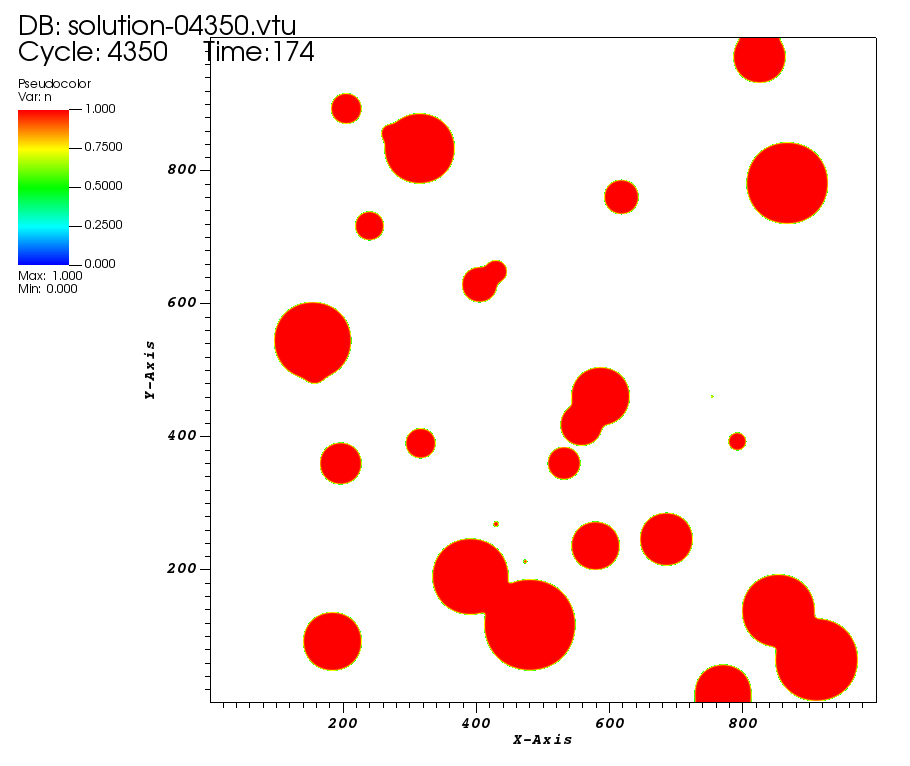 DB: solution-04350.vtu
Cycle: 4350 Time:174
Pseudocolor
Var: n
1.000
0.7500
0.5000
0.2500
0.000
Max: 1.000
Min: 0.000
800
600
400
200
Y-Axis
200 400 600 800
X-Axis